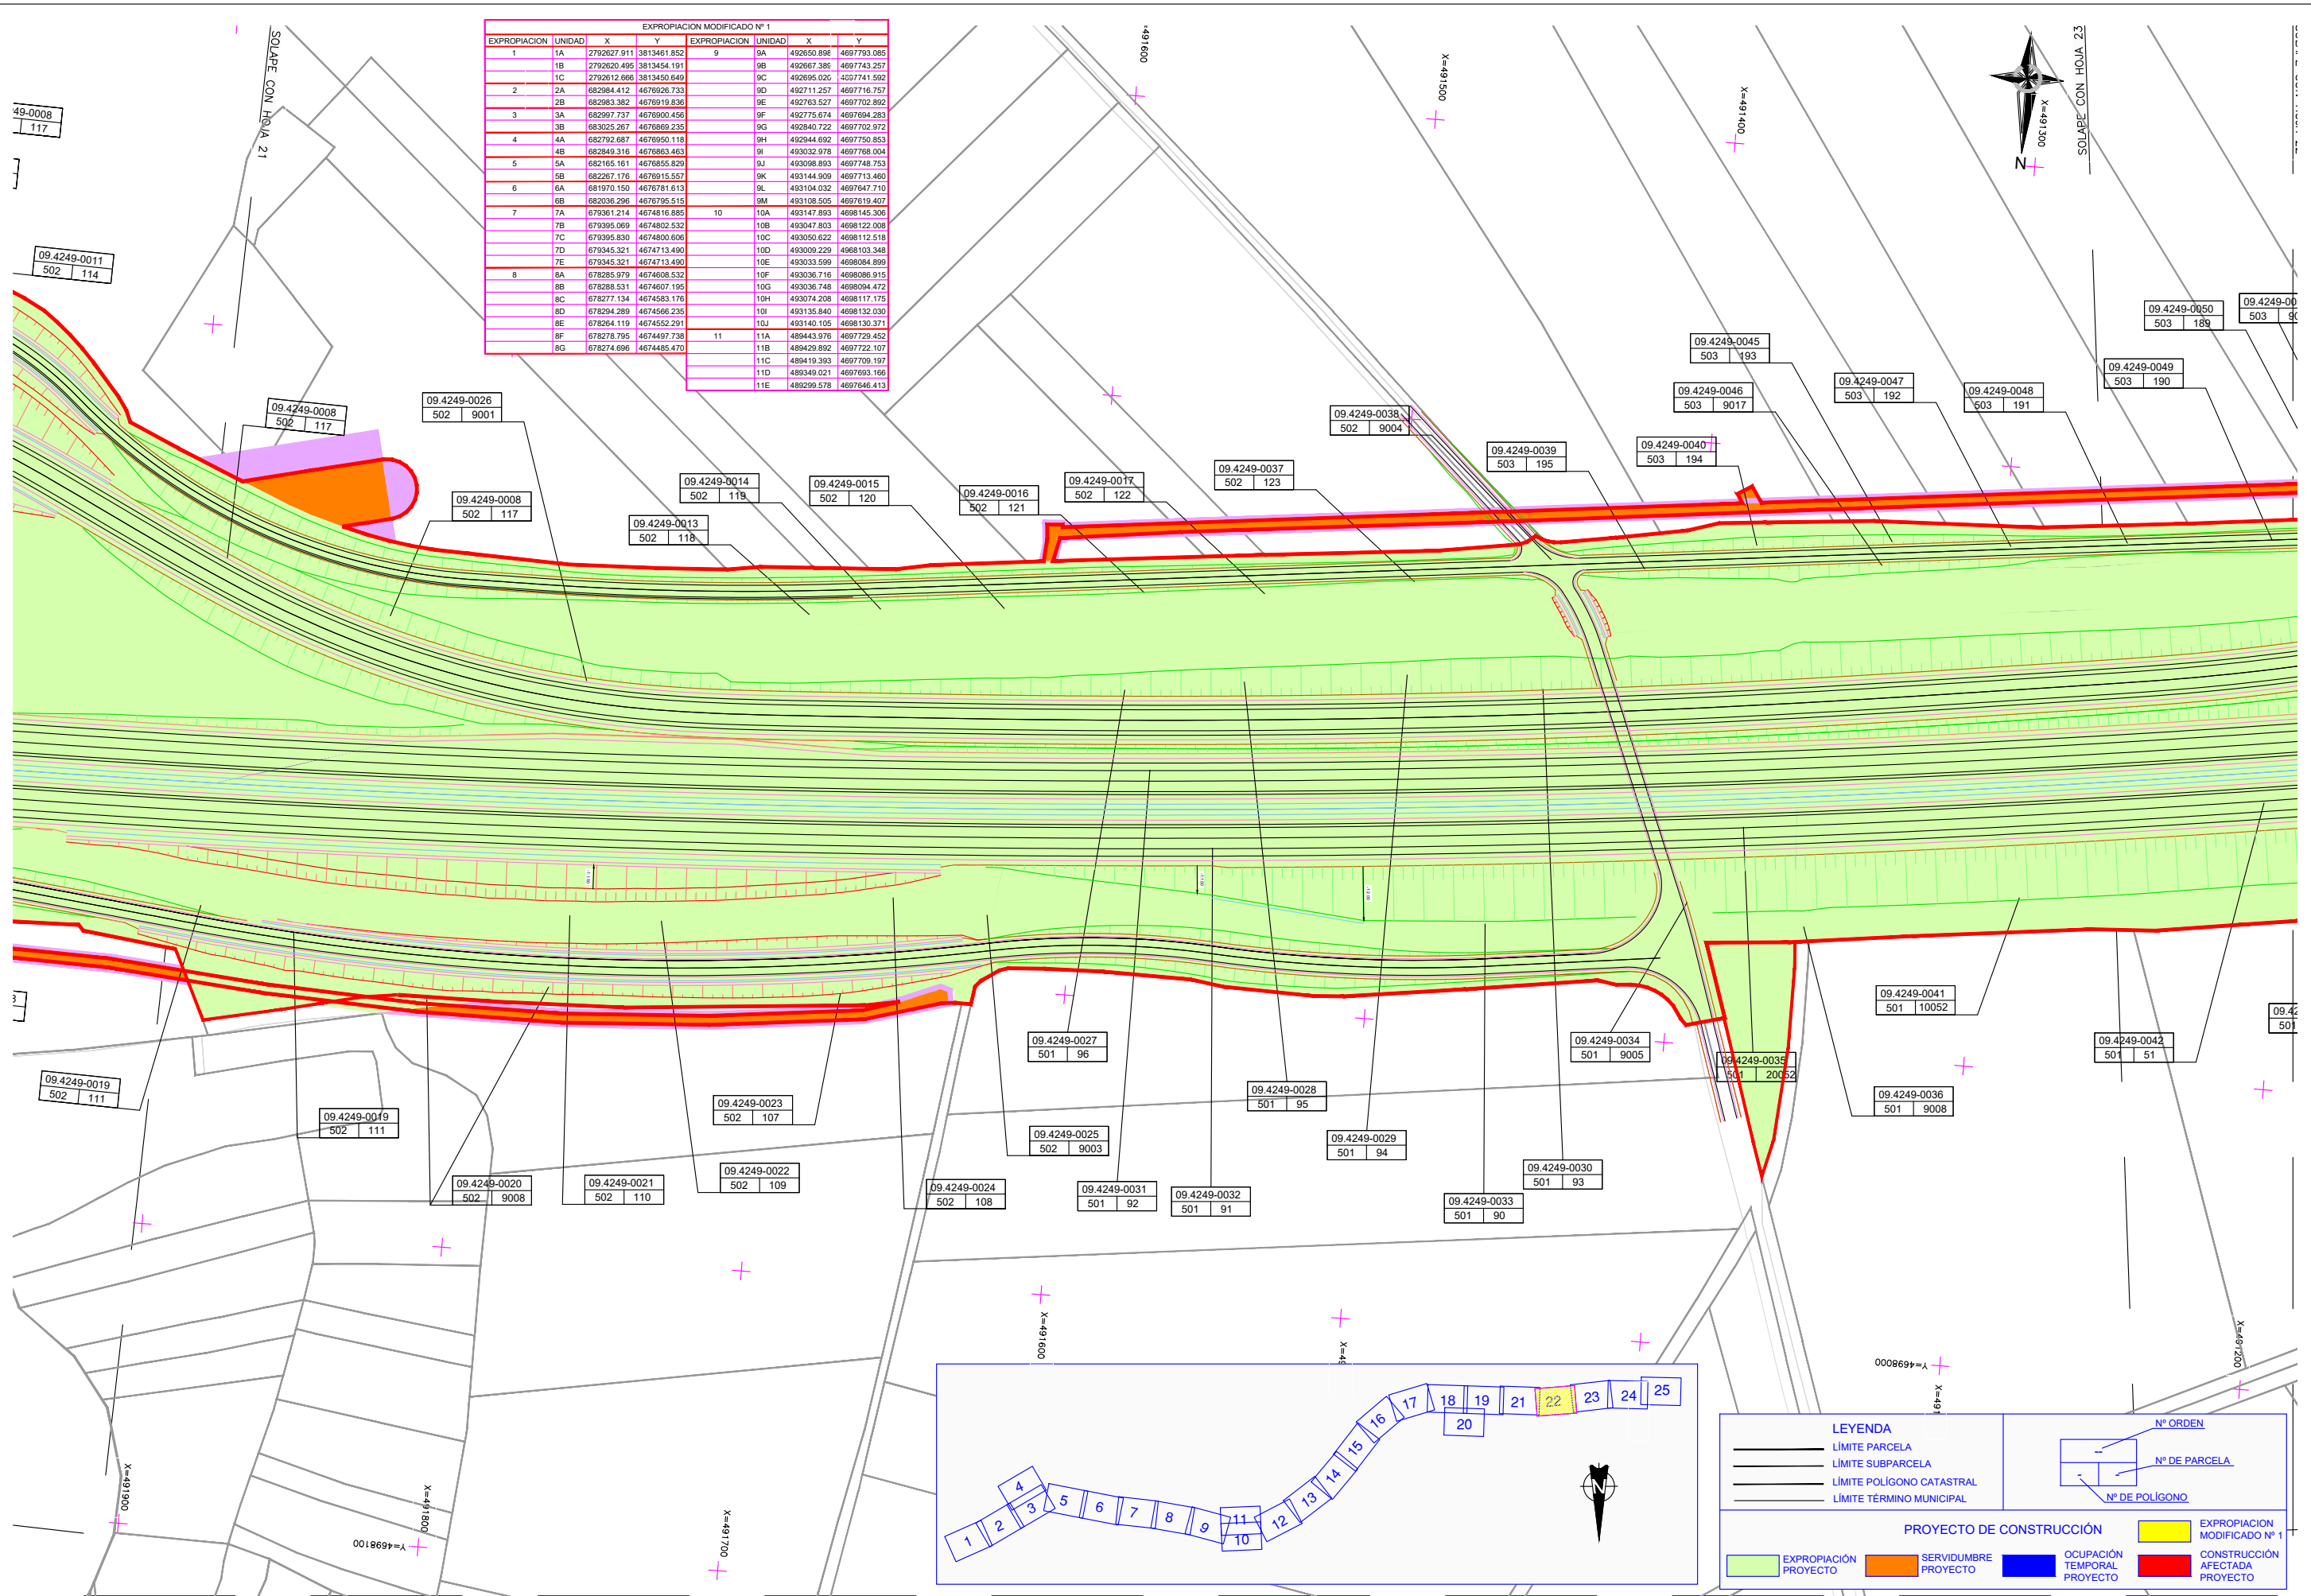 EXPROPIACION MODIFICADO Nº 1
EXPROPIACION UNIDAD X Y EXPROPIACION UNIDAD X Y
1 1A 2792627.911 3813461.852 9 9A 492650.898 4697793.085
1B 2792620.495 3813454.191 9B 492667.389 4697743.257
1C 2792612.666 3813450.649 9C 492695.020 4697741.592
2 2A 682984.412 4676926.733 9D 492711.257 4697716.757
2B 682983.382 4676919.836 9E 492763.527 4697702.892
3 3A 682997.737 4676900.456 9F 492775.674 4697694.283
3B 683025.267 4676869.235 9G 492840.722 4697702.972
4 4A 682792.687 4676950.118 9H 492944.692 4697750.853
4B 682849.316 4676863.463 9I 493032.978 4697768.004
5 5A 682165.161 4676855.829 9J 493098.893 4697748.753
5B 682267.176 4676915.557 9K 493144.909 4697713.460
6 6A 681970.150 4676781.613 9L 493104.032 4697647.710
6B 682036.296 4676795.515 9M 493108.505 4697619.407
7 7A 679361.214 4674816.885 10 10A 493147.893 4698145.306
7B 679395.069 4674802.532 10B 493047.803 4698122.008
7C 679395.830 4674800.606 10C 493050.622 4698112.518
7D 679345.321 4674713.490 10D 493009.229 4968103.348
7E 679345.321 4674713.490 10E 493033.599 4698084.899
8 8A 678285.979 4674608.532 10F 493036.716 4698086.915
8B 678288.531 4674607.195 10G 493036.748 4698094.472
8C 678277.134 4674583.176 10H 493074.208 4698117.175
8D 678294.289 4674566.235 10I 493135.840 4698132.030
8E 678264.119 4674552.291 10J 493140.105 4698130.371
8F 678278.795 4674497.738 11 11A 489443.976 4697729.452
8G 678274.696 4674485.470 11B 489429.892 4697722.107
11C 489419.393 4697709.197
11D 489349.021 4697693.166
11E 489299.578 4697646.413
SOLAPE CON HOJA 21
=491600
X=491500
X=491400
X=491300
SOLAPE CON HOJA 23
N
49-0008
117
09.4249-0011
502 114
09.4249-0008
502 117
09.4249-0026
502 9001
09.4249-0008
502 117
09.4249-0013
502 118
09.4249-0014
502 119
09.4249-0015
502 120
09.4249-0016
502 121
09.4249-0017
502 122
09.4249-0037
502 123
09.4249-0038
502 9004
09.4249-0039
503 195
09.4249-0040
503 194
09.4249-0045
503 193
09.4249-0046
503 9017
09.4249-0047
503 192
09.4249-0048
503 191
09.4249-0049
503 190
09.4249-0050
503 189
09.4249-00
503 90
09.4249-0019
502 111
09.4249-0019
502 111
09.4249-0020
502 9008
09.4249-0021
502 110
09.4249-0022
502 109
09.4249-0023
502 107
09.4249-0024
502 108
09.4249-0025
502 9003
09.4249-0027
501 96
09.4249-0028
501 95
09.4249-0029
501 94
09.4249-0030
501 93
09.4249-0031
501 92
09.4249-0032
501 91
09.4249-0033
501 90
09.4249-0034
501 9005
09.4249-0035
501 20052
09.4249-0036
501 9008
09.4249-0041
501 10052
09.4249-0042
501 51
09.42
501
X=491900
X=491800
Y=4698100
X=491700
X=491600
X=49
Y=4698000
X=491
X=491200
1 2 3 4 5 6 7 8 9 10 11 12 13 14 15 16 17 18 19 20 21 22 23 24 25
N
LEYENDA
LÍMITE PARCELA
LÍMITE SUBPARCELA
LÍMITE POLÍGONO CATASTRAL
LÍMITE TÉRMINO MUNICIPAL
Nº ORDEN
Nº DE PARCELA
Nº DE POLÍGONO
PROYECTO DE CONSTRUCCIÓN
EXPROPIACION
MODIFICADO Nº 1
EXPROPIACIÓN
PROYECTO
SERVIDUMBRE
PROYECTO
OCUPACIÓN
TEMPORAL
PROYECTO
CONSTRUCCIÓN
AFECTADA
PROYECTO